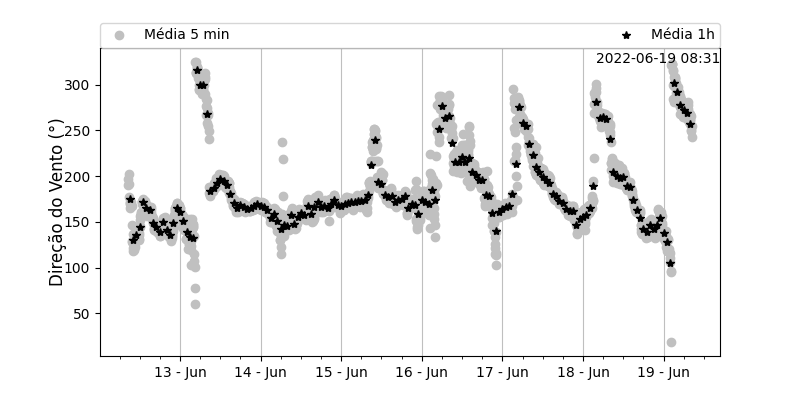 Média 5 min
Média 1h
2022-06-19 08:31
Direção do Vento (°)
300
250
200
150
100
50
13 - Jun
14 - Jun
15 - Jun
16 - Jun
17 - Jun
18 - Jun
19 - Jun